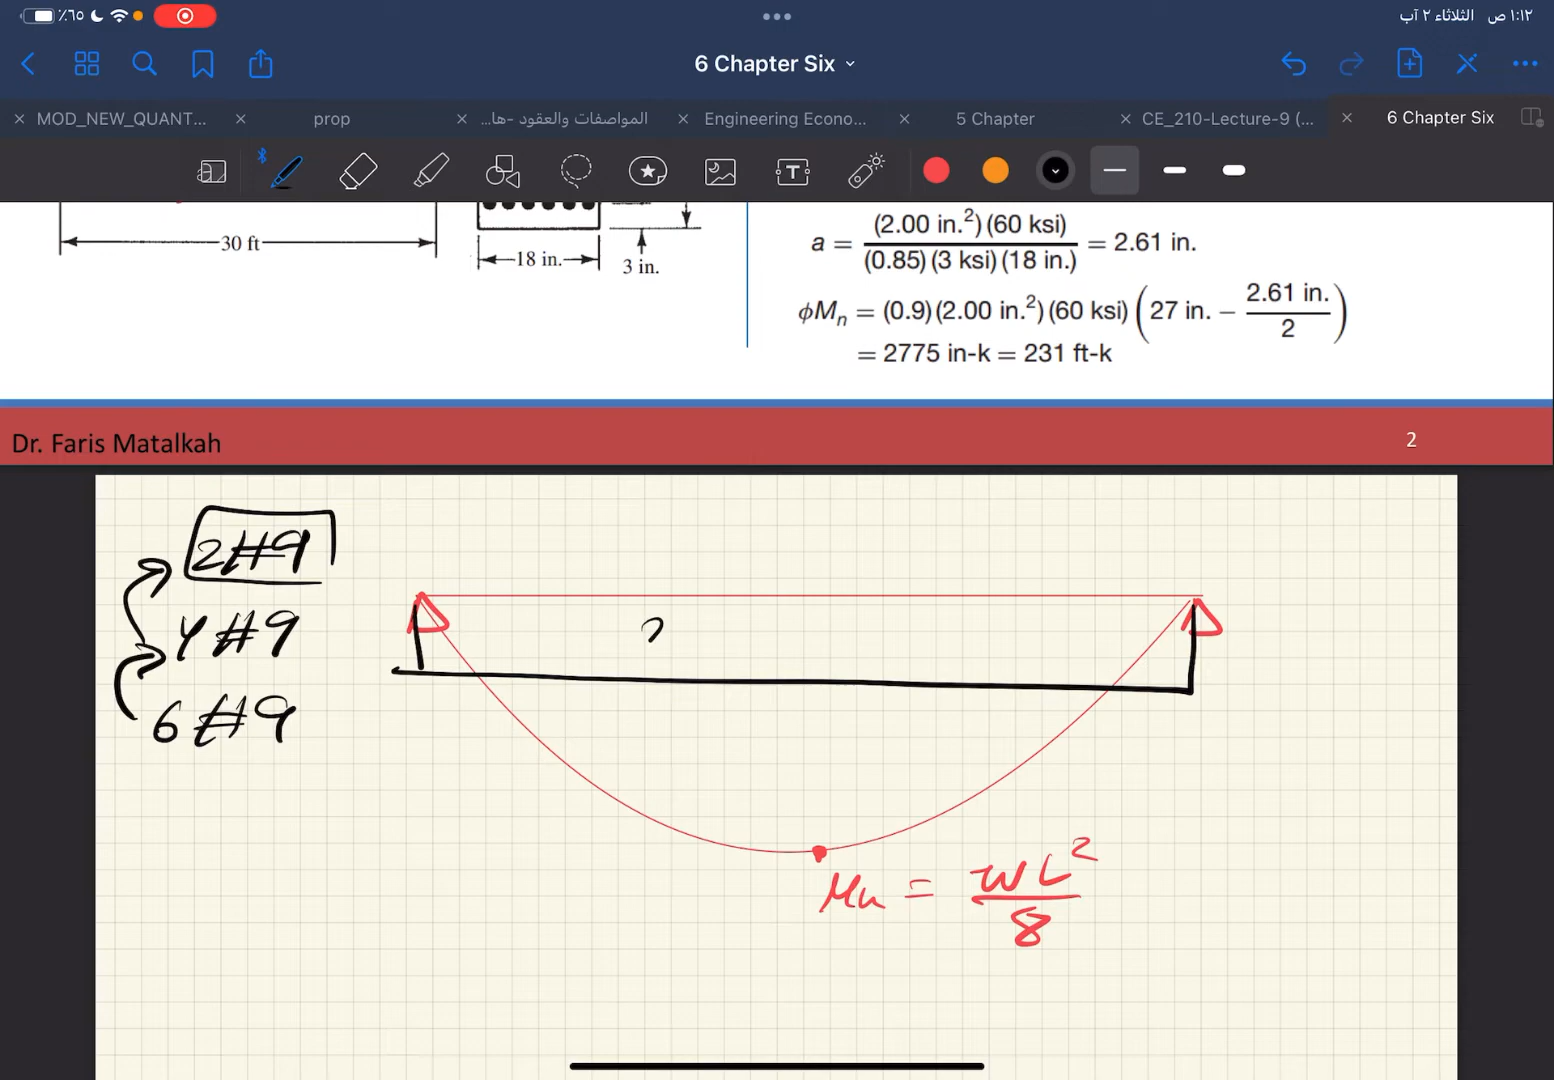 ٪٦٥
١:١٢ ص الثلاثاء ٢ آب
6 Chapter Six
MOD_NEW_QUANT...
prop
المواصفات والعقود -ها...
Engineering Econo...
5 Chapter
CE_210-Lecture-9 (...
6 Chapter Six
30 ft
18 in.
3 in.
a = (2.00 in.²)(60 ksi) / (0.85)(3 ksi)(18 in.) = 2.61 in.
ϕMn = (0.9)(2.00 in.²)(60 ksi)(27 in. − 2.61 in. / 2)
= 2775 in-k = 231 ft-k
Dr. Faris Matalkah
2
2#9
4#9
6#9
2
Mu = wL² / 8